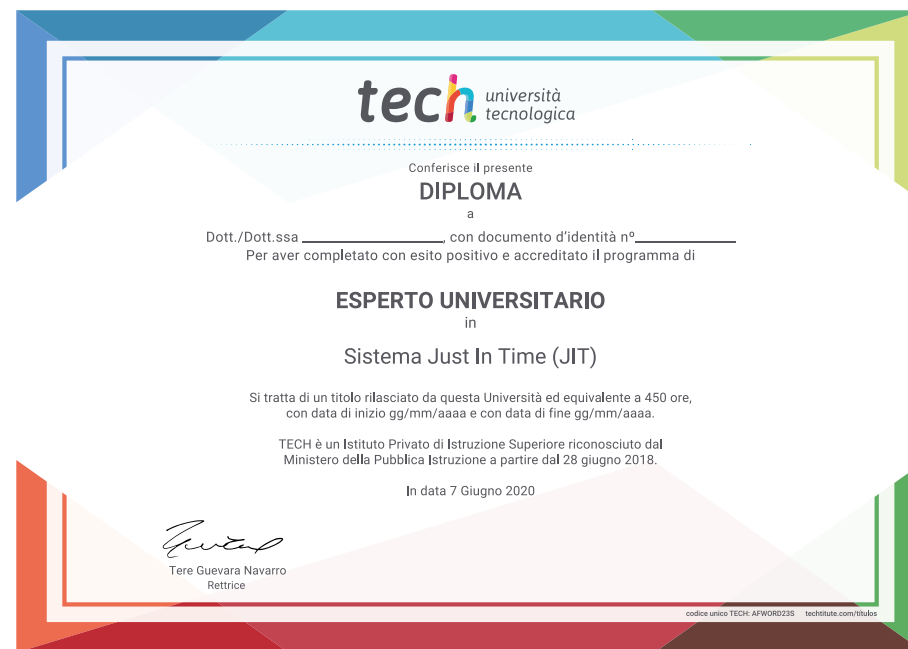 tech università
tecnologica
Conferisce il presente
DIPLOMA
a
Dott./Dott.ssa ____________________, con documento d'identità nº______________
Per aver completato con esito positivo e accreditato il programma di
ESPERTO UNIVERSITARIO
in
Sistema Just In Time (JIT)
Si tratta di un titolo rilasciato da questa Università ed equivalente a 450 ore,
con data di inizio gg/mm/aaaa e con data di fine gg/mm/aaaa.
TECH è un Istituto Privato di Istruzione Superiore riconosciuto dal
Ministero della Pubblica Istruzione a partire dal 28 giugno 2018.
In data 7 Giugno 2020
Tere Guevara Navarro
Rettrice
codice unico TECH: AFWORD23S techtitute.com/titulos